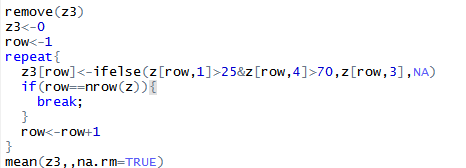 remove(z3)
z3<-0
row<-1
repeat{
  z3[row]<-ifelse(z[row,1]>25&z[row,4]>70,z[row,3],NA)
  if(row==nrow(z)){
    break;
  }
  row<-row+1
}
mean(z3,,na.rm=TRUE)